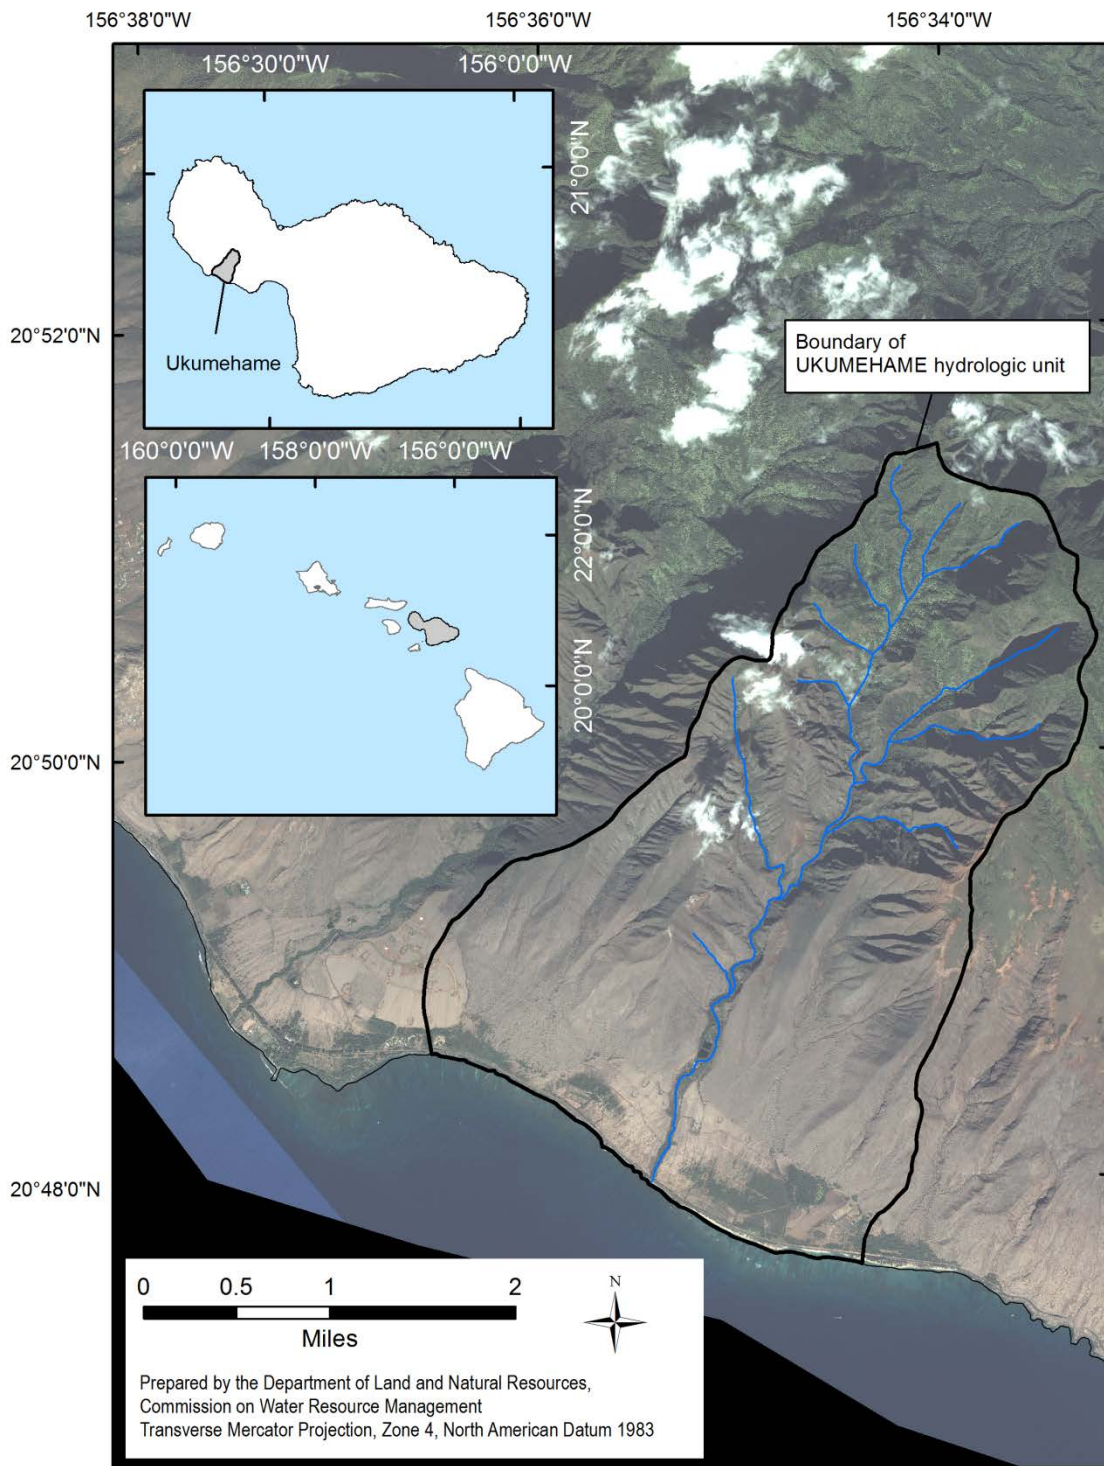 156°38'0"W
156°36'0"W
156°34'0"W
156°30'0"W
156°0'0"W
21°0'0"N
Ukumehame
20°52'0"N
Boundary of
UKUMEHAME hydrologic unit
160°0'0"W
158°0'0"W
156°0'0"W
22°0'0"N
20°0'0"N
20°50'0"N
20°48'0"N
0
0.5
1
2
Miles
N
Prepared by the Department of Land and Natural Resources,
Commission on Water Resource Management
Transverse Mercator Projection, Zone 4, North American Datum 1983